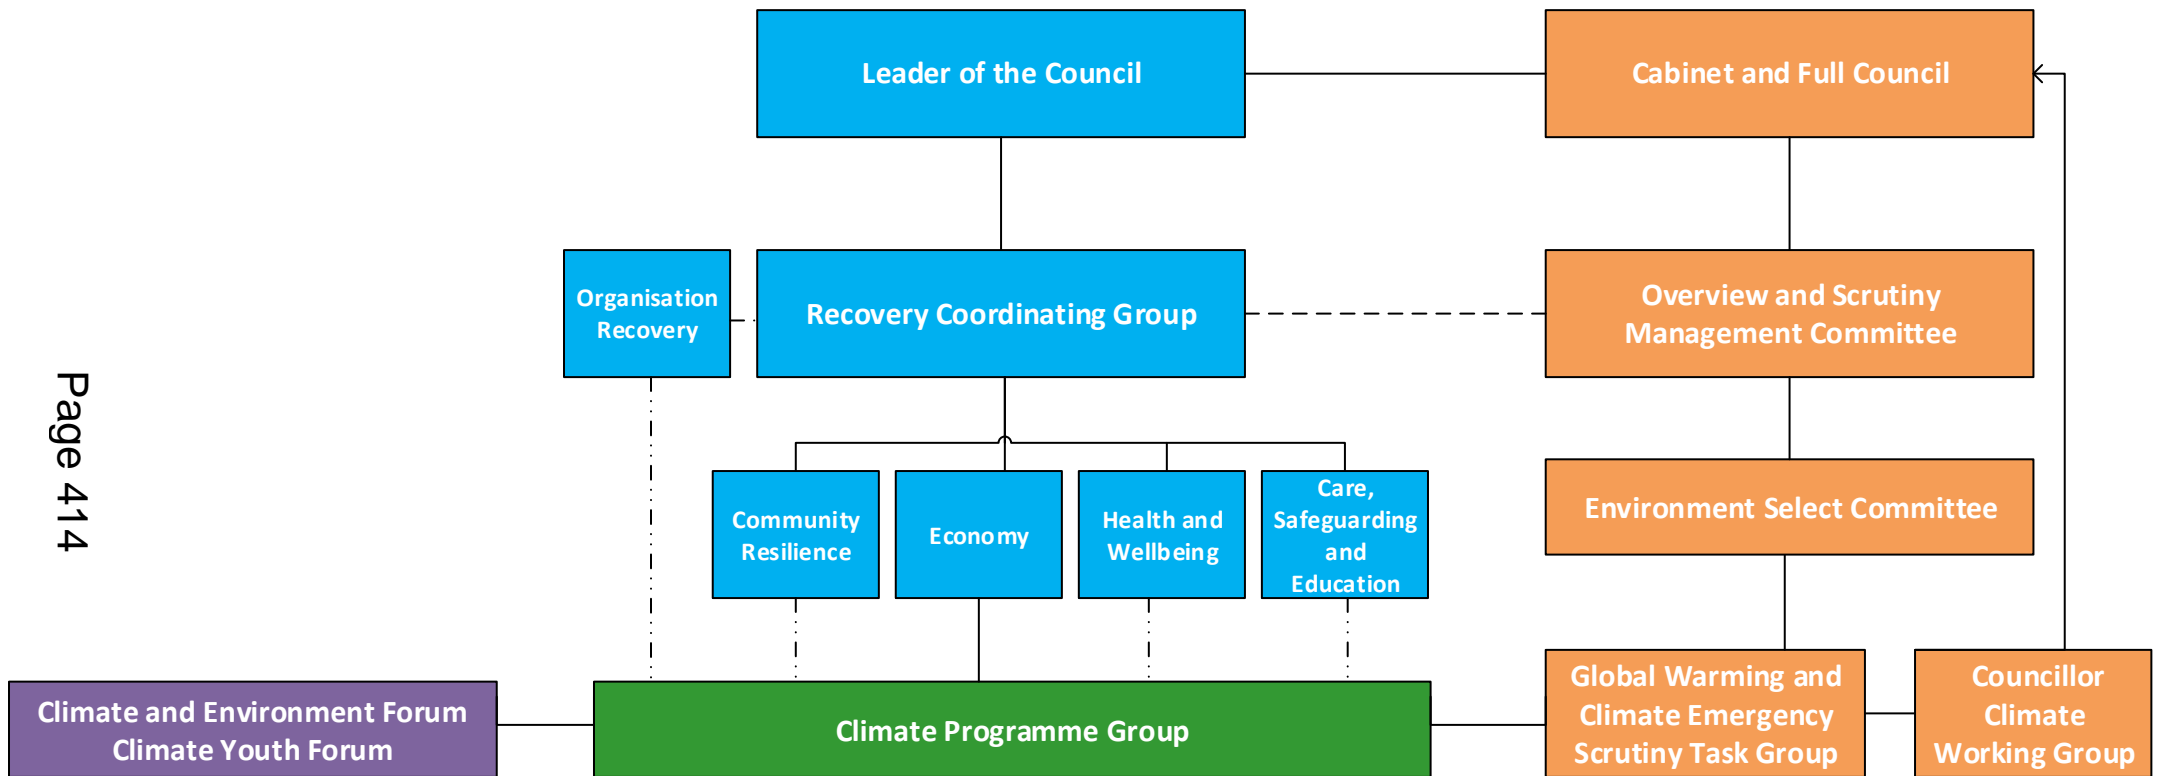 Leader of the Council
Cabinet and Full Council
Organisation
Recovery
Recovery Coordinating Group
Overview and Scrutiny
Management Committee
Page 414
Community
Resilience
Economy
Health and
Wellbeing
Care,
Safeguarding
and
Education
Environment Select Committee
Climate and Environment Forum
Climate Youth Forum
Climate Programme Group
Global Warming and
Climate Emergency
Scrutiny Task Group
Councillor
Climate
Working Group